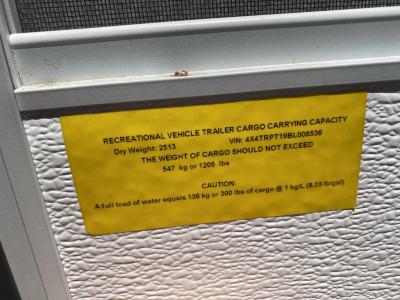 RECREATIONAL VEHICLE TRAILER CARGO CARRYING CAPACITY
Dry Weight: 2513 VIN: 4X4TRPT19BL006536
THE WEIGHT OF CARGO SHOULD NOT EXCEED
547 kg or 1205 lbs
CAUTION:
A full load of water equals 136 kg or 300 lbs of cargo @ 1 kg/L (8.33 lb/gal)